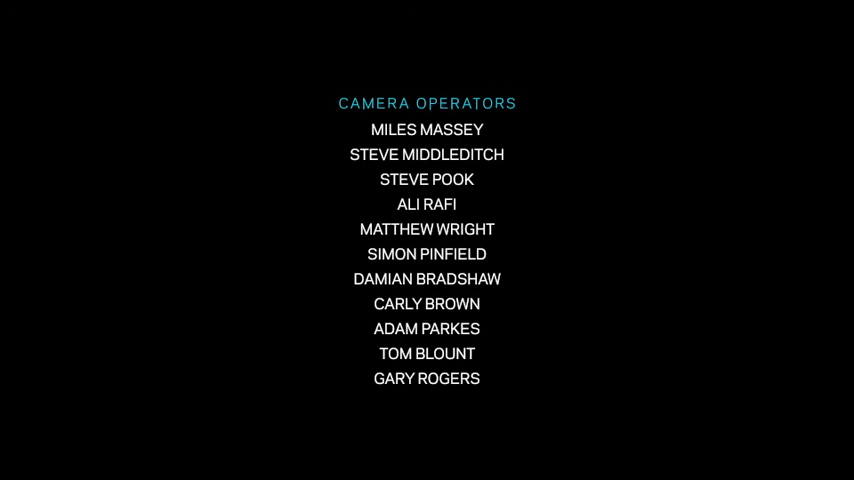 CAMERA OPERATORS
MILES MASSEY
STEVE MIDDLEDITCH
STEVE POOK
ALI RAFI
MATTHEW WRIGHT
SIMON PINFIELD
DAMIAN BRADSHAW
CARLY BROWN
ADAM PARKES
TOM BLOUNT
GARY ROGERS